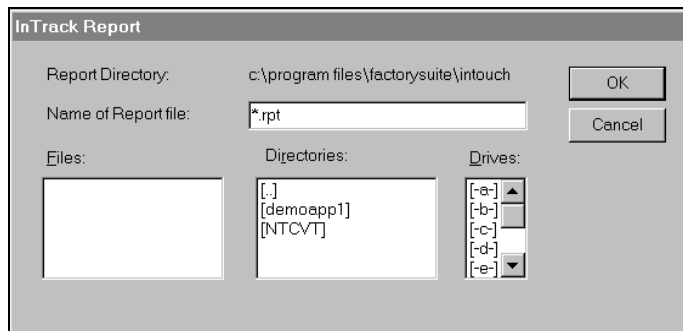 InTrack Report
Report Directory: c:\program files\factorysuite\intouch
OK
Name of Report file: *.rpt
Cancel
Files: Directories: Drives:
[..] [-a-]
[demoapp1] [-b-]
[NTCVT] [-c-]
[-d-]
[-e-]